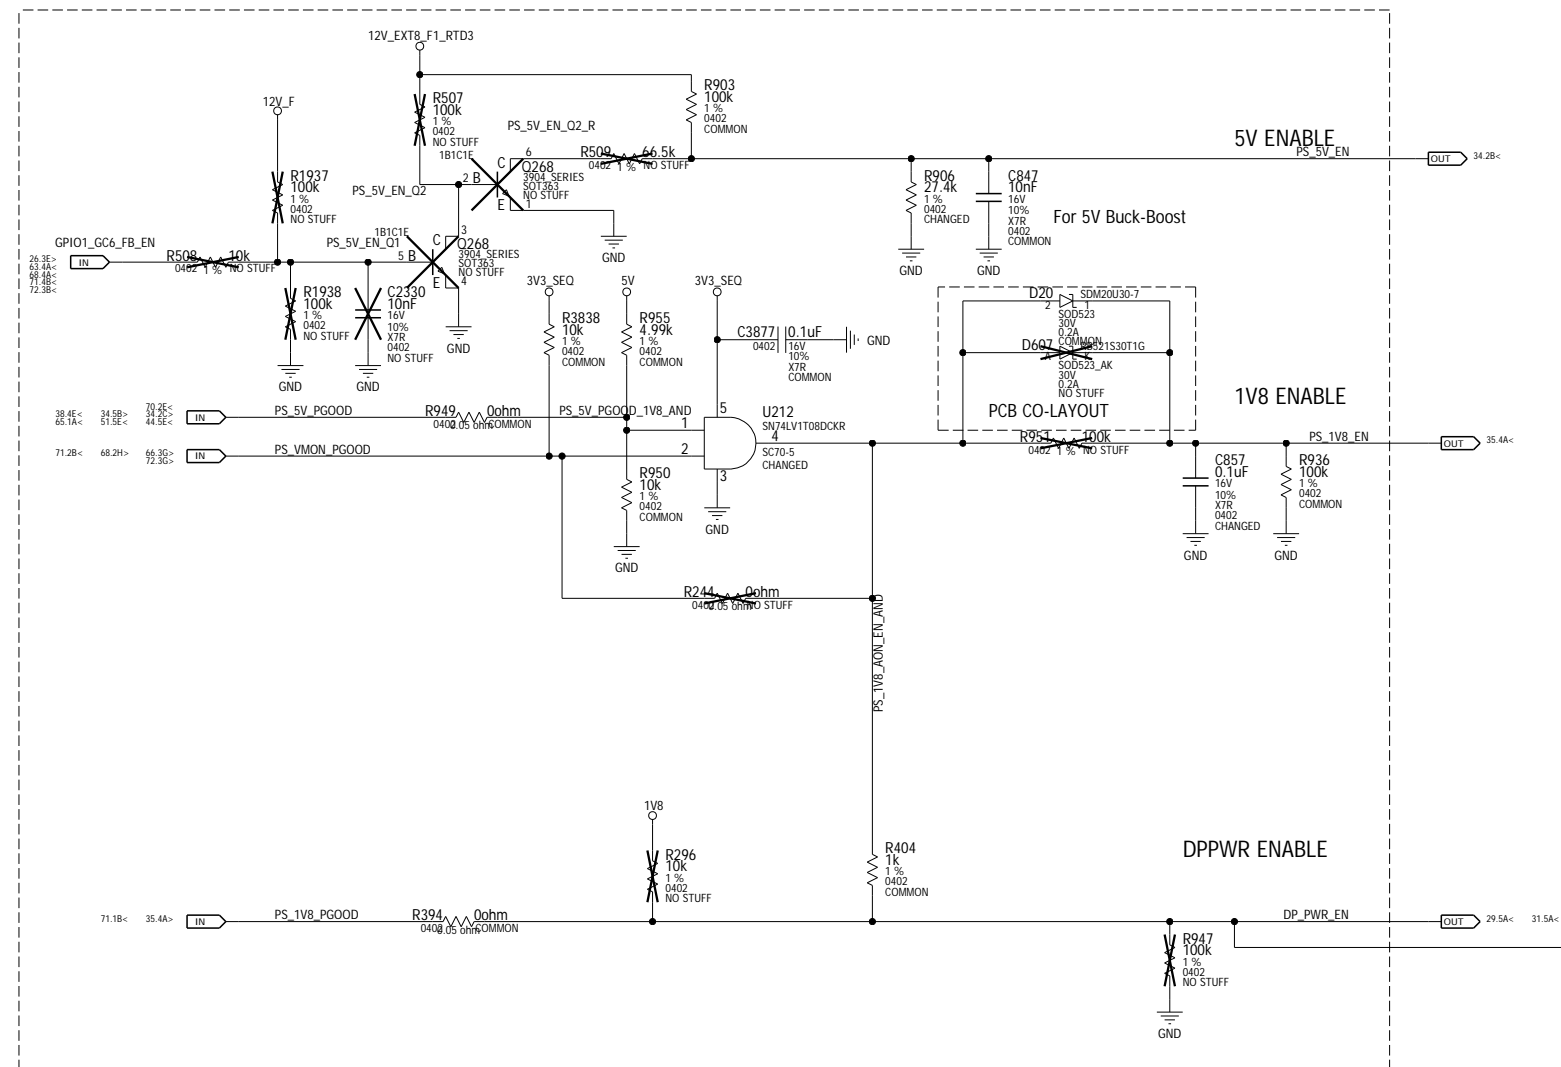 12V_EXT8_F1_RTD3
R903
100k
1 %
0402
COMMON
R507
100k
1 %
0402
NO STUFF
12V_F
PS_5V_EN_Q2_R
5V ENABLE
PS_5V_EN
OUT
34.2B<
1B1C1E
C
6
R509
66.5k
0402
1 %
NO STUFF
Q268
3904_SERIES
SOT363
NO STUFF
2
B
E
1
GND
R1937
100k
1 %
0402
NO STUFF
PS_5V_EN_Q2
R906
27.4k
1 %
0402
CHANGED
GND
C847
10nF
16V
10%
X7R
0402
COMMON
GND
For 5V Buck-Boost
GPIO1_GC6_FB_EN
26.3E>
63.4A<
68.4A<
71.4B<
72.3B<
IN
R508
10k
0402
1 %
NO STUFF
PS_5V_EN_Q1
1B1C1E
3
C
Q268
3904_SERIES
SOT363
NO STUFF
5
B
E
4
GND
R1938
100k
1 %
0402
NO STUFF
GND
C2330
10nF
16V
10%
X7R
0402
NO STUFF
GND
3V3_SEQ
5V
3V3_SEQ
R3838
10k
1 %
0402
COMMON
R955
4.99k
1 %
0402
COMMON
C3877
0.1uF
0402
16V
10%
X7R
COMMON
GND
D20
SDM20U30-7
2
1
SOD523
30V
0.2A
COMMON
D607
SOD523_AK
30V
0.2A
NO STUFF
PCB CO-LAYOUT
1V8 ENABLE
38.4E<
34.5B>
70.2E<
34.2C>
65.1A<
51.5E<
44.5E<
IN
PS_5V_PGOOD
R949
0ohm
0402
0.05 ohm
COMMON
PS_5V_PGOOD_1V8_AND
1
5
U212
SN74LV1T08DCKR
4
SC70-5
CHANGED
2
3
GND
71.2B<
68.2H>
66.3G>
72.3G>
IN
PS_VMON_PGOOD
R950
10k
1 %
0402
COMMON
GND
R951
100k
0402
1 %
NO STUFF
PS_1V8_EN
OUT
35.4A<
C857
0.1uF
16V
10%
X7R
0402
CHANGED
GND
R936
100k
1 %
0402
COMMON
GND
R244
0ohm
0402
0.05 ohm
NO STUFF
PS_1V8_AON_EN_AND
1V8
R296
10k
1 %
0402
NO STUFF
R404
1k
1 %
0402
COMMON
DPPWR ENABLE
71.1B<
35.4A>
IN
PS_1V8_PGOOD
R394
0ohm
0402
0.05 ohm
COMMON
DP_PWR_EN
OUT
29.5A<
31.5A<
R947
100k
1 %
0402
NO STUFF
GND